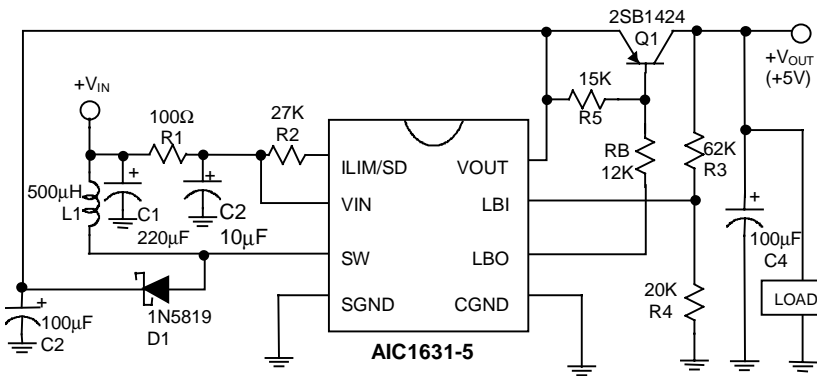 2SB1424
Q1
+VOUT
(+5V)
+VIN
100Ω
R1
27K
R2
15K
R5
RB
12K
62K
R3
500μH
L1
+
C1
220μF
+
C2
10μF
ILIM/SD
VIN
SW
SGND
VOUT
LBI
LBO
CGND
+
100μF
C4
20K
R4
LOAD
+
100μF
C2
1N5819
D1
AIC1631-5